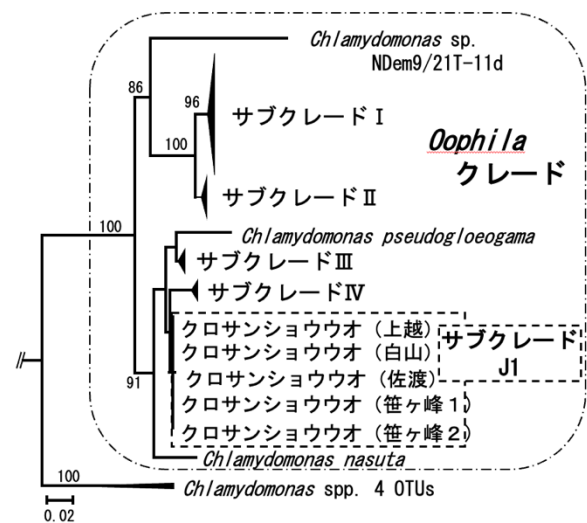 Chlamydomonas sp.
NDem9/21T-11d
86
96
サブクレードⅠ
100
Oophila
クレード
サブクレードⅡ
100
Chlamydomonas pseudogloeogama
サブクレードⅢ
サブクレードⅣ
クロサンショウウオ（上越）
サブクレード
J1
クロサンショウウオ（白山）
クロサンショウウオ（佐渡）
91
クロサンショウウオ（笹ヶ峰１）
クロサンショウウオ（笹ヶ峰２）
Chlamydomonas nasuta
100
Chlamydomonas spp. 4 OTUs
0.02